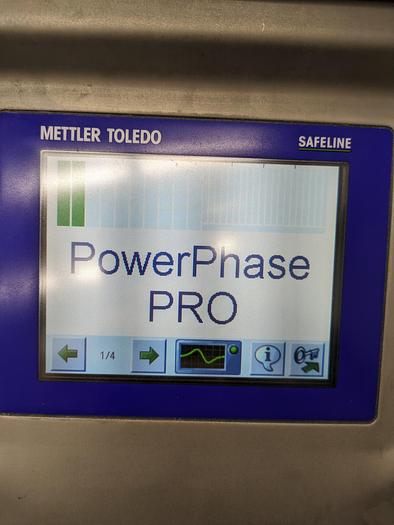 METTLER TOLEDO
SAFELINE
PowerPhase
PRO
1/4